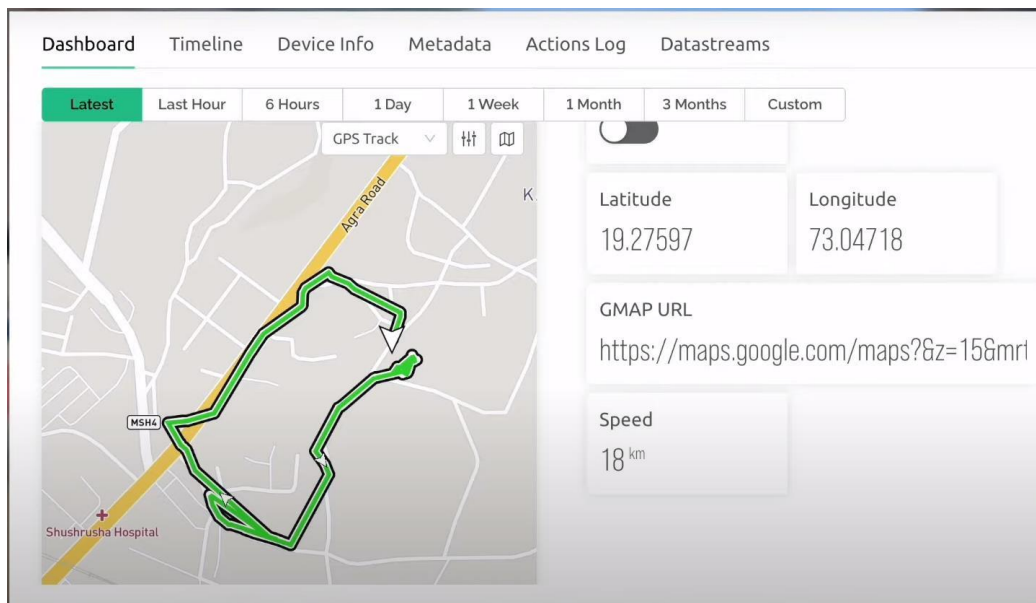 Dashboard Timeline Device Info Metadata Actions Log Datastreams
Latest Last Hour 6 Hours 1 Day 1 Week 1 Month 3 Months Custom
GPS Track
K.
Agra Road
MSH4
Shushrusha Hospital
Latitude
19.27597
Longitude
73.04718
GMAP URL
https://maps.google.com/maps?&z=15&mrt
Speed
18 km